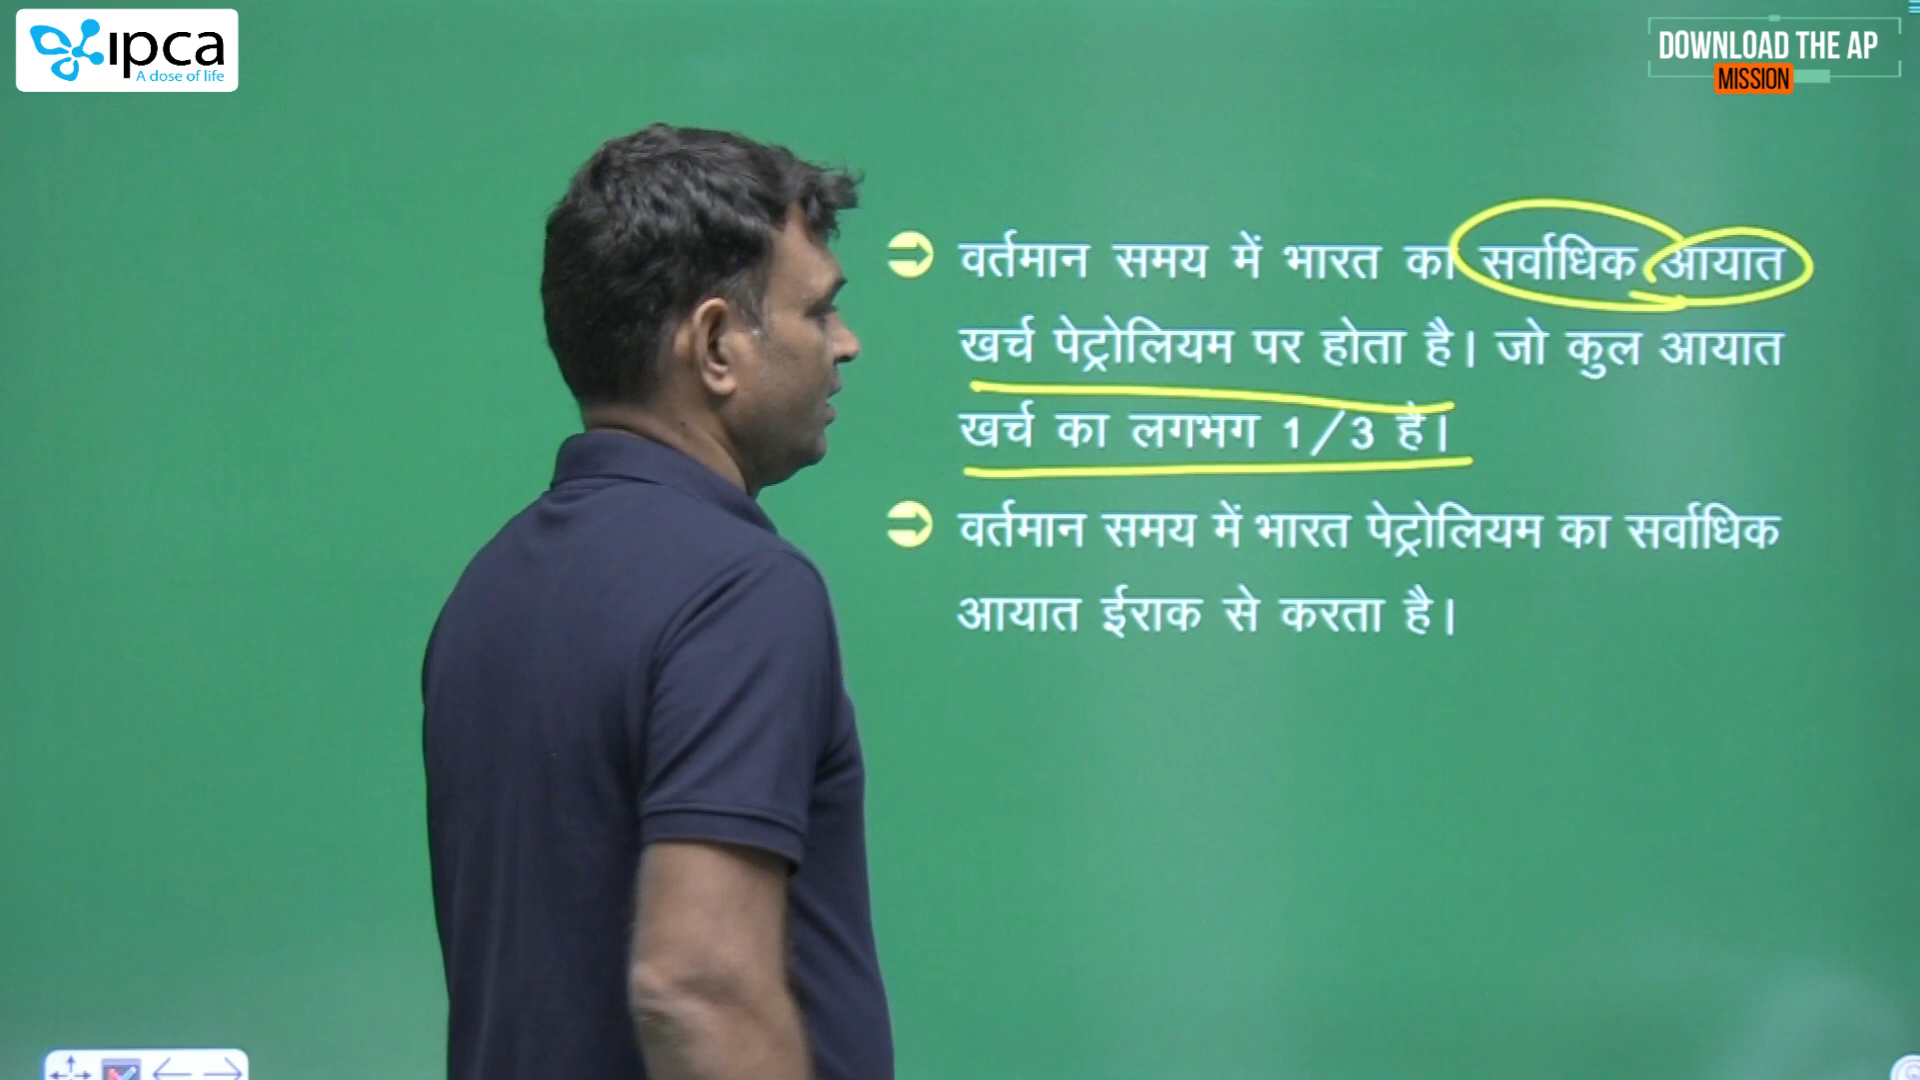 ipca
A dose of life
DOWNLOAD THE AP
MISSION
वर्तमान समय में भारत का सर्वाधिक आयात
खर्च पेट्रोलियम पर होता है। जो कुल आयात
खर्च का लगभग 1/3 है।
वर्तमान समय में भारत पेट्रोलियम का सर्वाधिक
आयात ईराक से करता है।